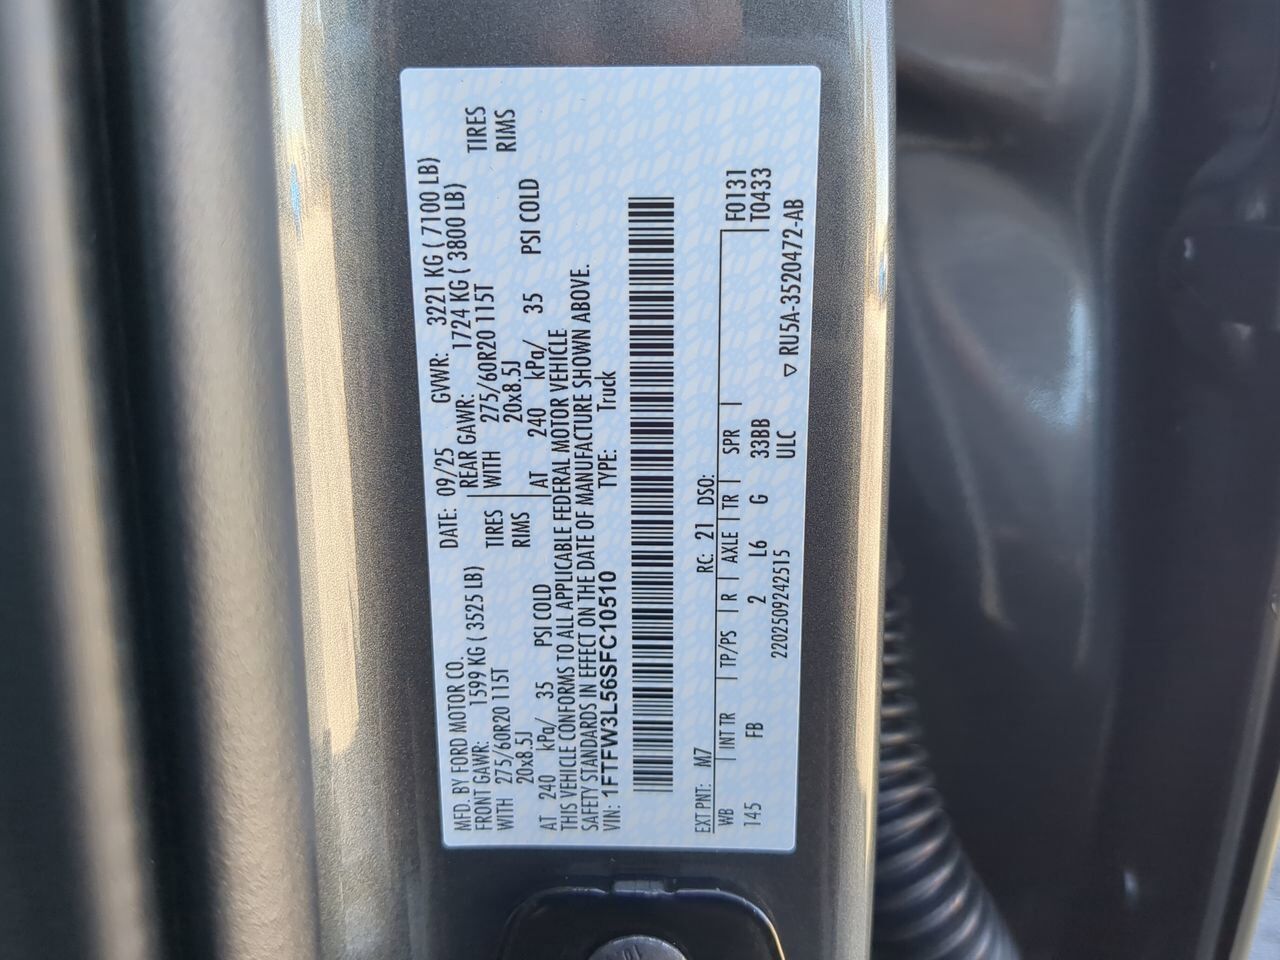 MFD. BY FORD MOTOR CO. DATE: 09/25 GVWR: 3221 KG ( 7100 LB)
FRONT GAWR: 1599 KG ( 3525 LB) REAR GAWR: 1724 KG ( 3800 LB)
WITH 275/60R20 115T TIRES WITH 275/60R20 115T TIRES
20x8.5J RIMS 20x8.5J RIMS
AT 240 kPa/ 35 PSI COLD AT 240 kPa/ 35 PSI COLD
THIS VEHICLE CONFORMS TO ALL APPLICABLE FEDERAL MOTOR VEHICLE
SAFETY STANDARDS IN EFFECT ON THE DATE OF MANUFACTURE SHOWN ABOVE.
VIN: 1FTFW3L56SFC10510 TYPE: Truck
EXT PNT: M7 RC: 21 DSO:
WB INT TR TP/PS R AXLE TR SPR F0131
145 FB 2 L6 G 33BB T0433
2202509242515 ULC ▽ RU5A-3520472-AB